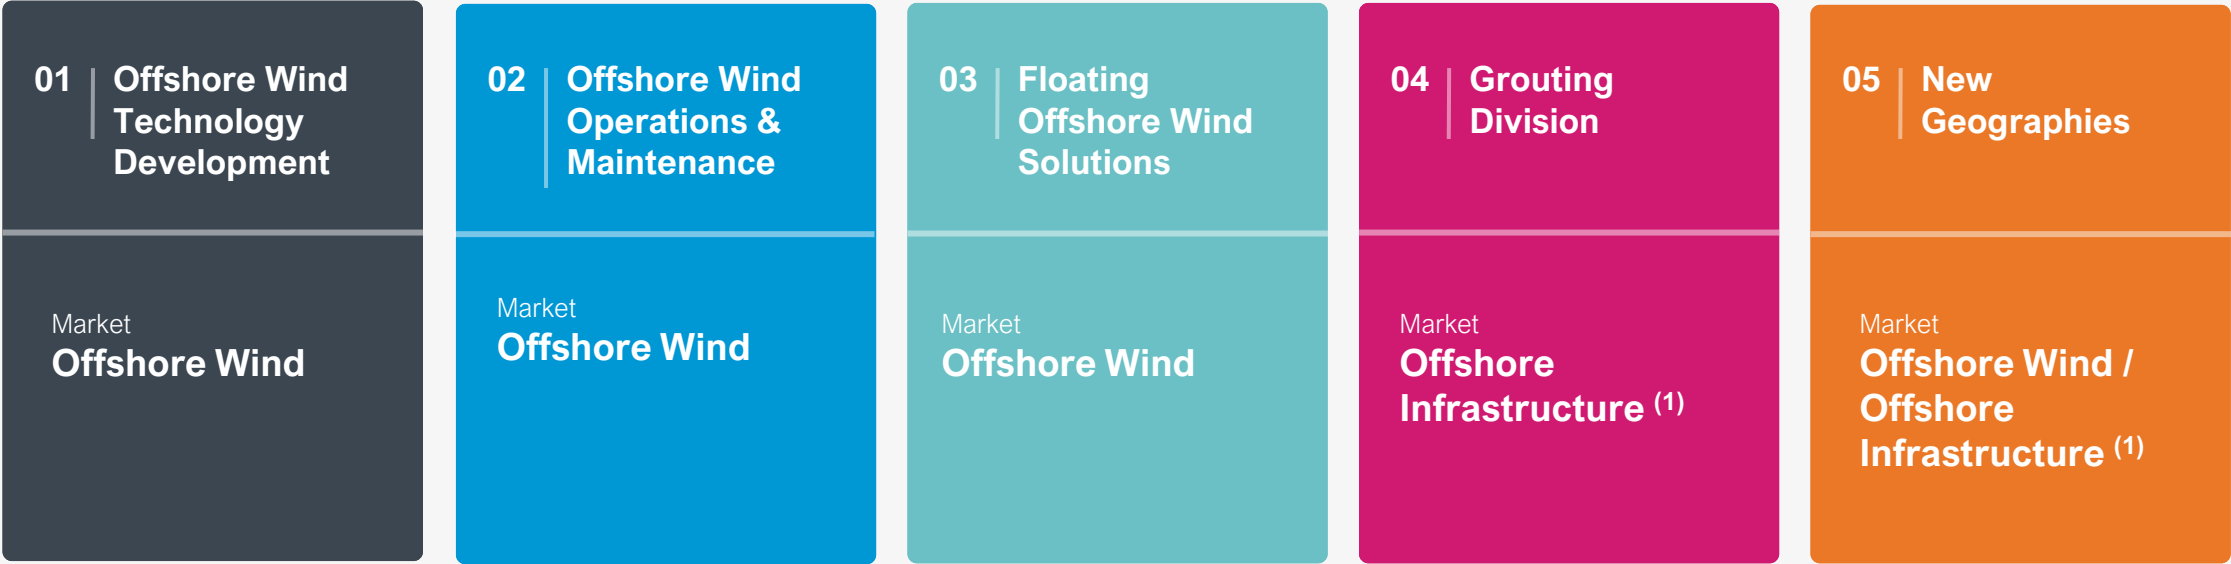 01
Offshore Wind
Technology
Development
Market
Offshore Wind
02
Offshore Wind
Operations &
Maintenance
Market
Offshore Wind
03
Floating
Offshore Wind
Solutions
Market
Offshore Wind
04
Grouting
Division
Market
Offshore
Infrastructure (1)
05
New
Geographies
Market
Offshore Wind /
Offshore
Infrastructure (1)